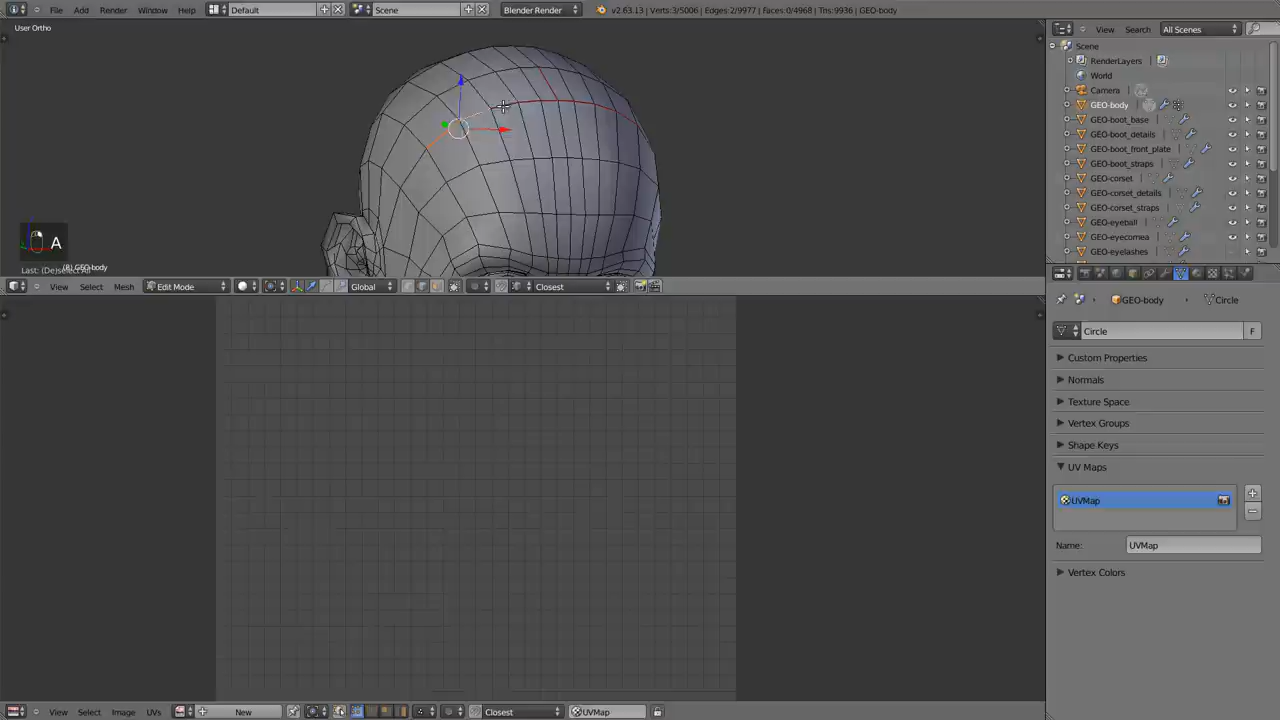 File Add Render Window Help Default Scene Blender Render v2.63.13 | Verts:3/5006 | Edges:2/9977 | Faces:0/4968 | Tris:9936 | GEO-body
User Ortho
View Search All Scenes
Scene
RenderLayers
World
Camera
GEO-body
GEO-boot_base
GEO-boot_details
GEO-boot_front_plate
GEO-boot_straps
GEO-corset
GEO-corset_details
GEO-corset_straps
GEO-eyeball
GEO-eyecornea
GEO-eyelashes
A
(8) GEO-body
View Select Mesh Edit Mode Global Closest
GEO-body Circle
Circle F
Custom Properties
Normals
Texture Space
Vertex Groups
Shape Keys
UV Maps
UVMap
Name: UVMap
Vertex Colors
View Select Image UVs New Closest UVMap